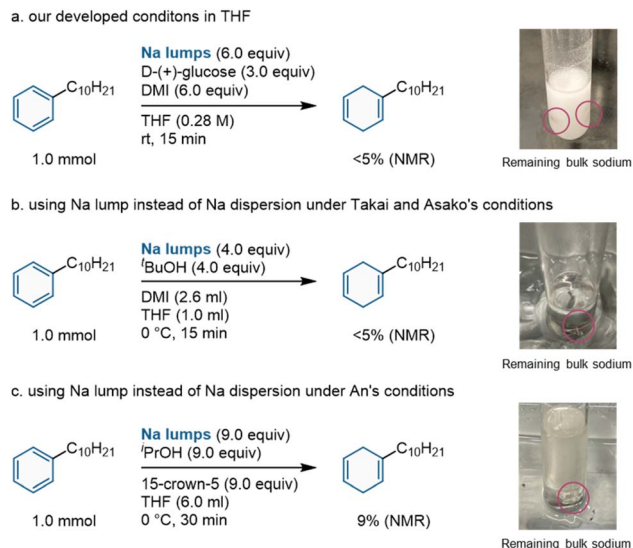 a. our developed conditons in THF
C10H21
1.0 mmol
Na lumps (6.0 equiv)
D-(+)-glucose (3.0 equiv)
DMI (6.0 equiv)
THF (0.28 M)
rt, 15 min
C10H21
<5% (NMR)
Remaining bulk sodium
b. using Na lump instead of Na dispersion under Takai and Asako's conditions
C10H21
1.0 mmol
Na lumps (4.0 equiv)
tBuOH (4.0 equiv)
DMI (2.6 ml)
THF (1.0 ml)
0 °C, 15 min
C10H21
<5% (NMR)
Remaining bulk sodium
c. using Na lump instead of Na dispersion under An's conditions
C10H21
1.0 mmol
Na lumps (9.0 equiv)
iPrOH (9.0 equiv)
15-crown-5 (9.0 equiv)
THF (6.0 ml)
0 °C, 30 min
C10H21
9% (NMR)
Remaining bulk sodium